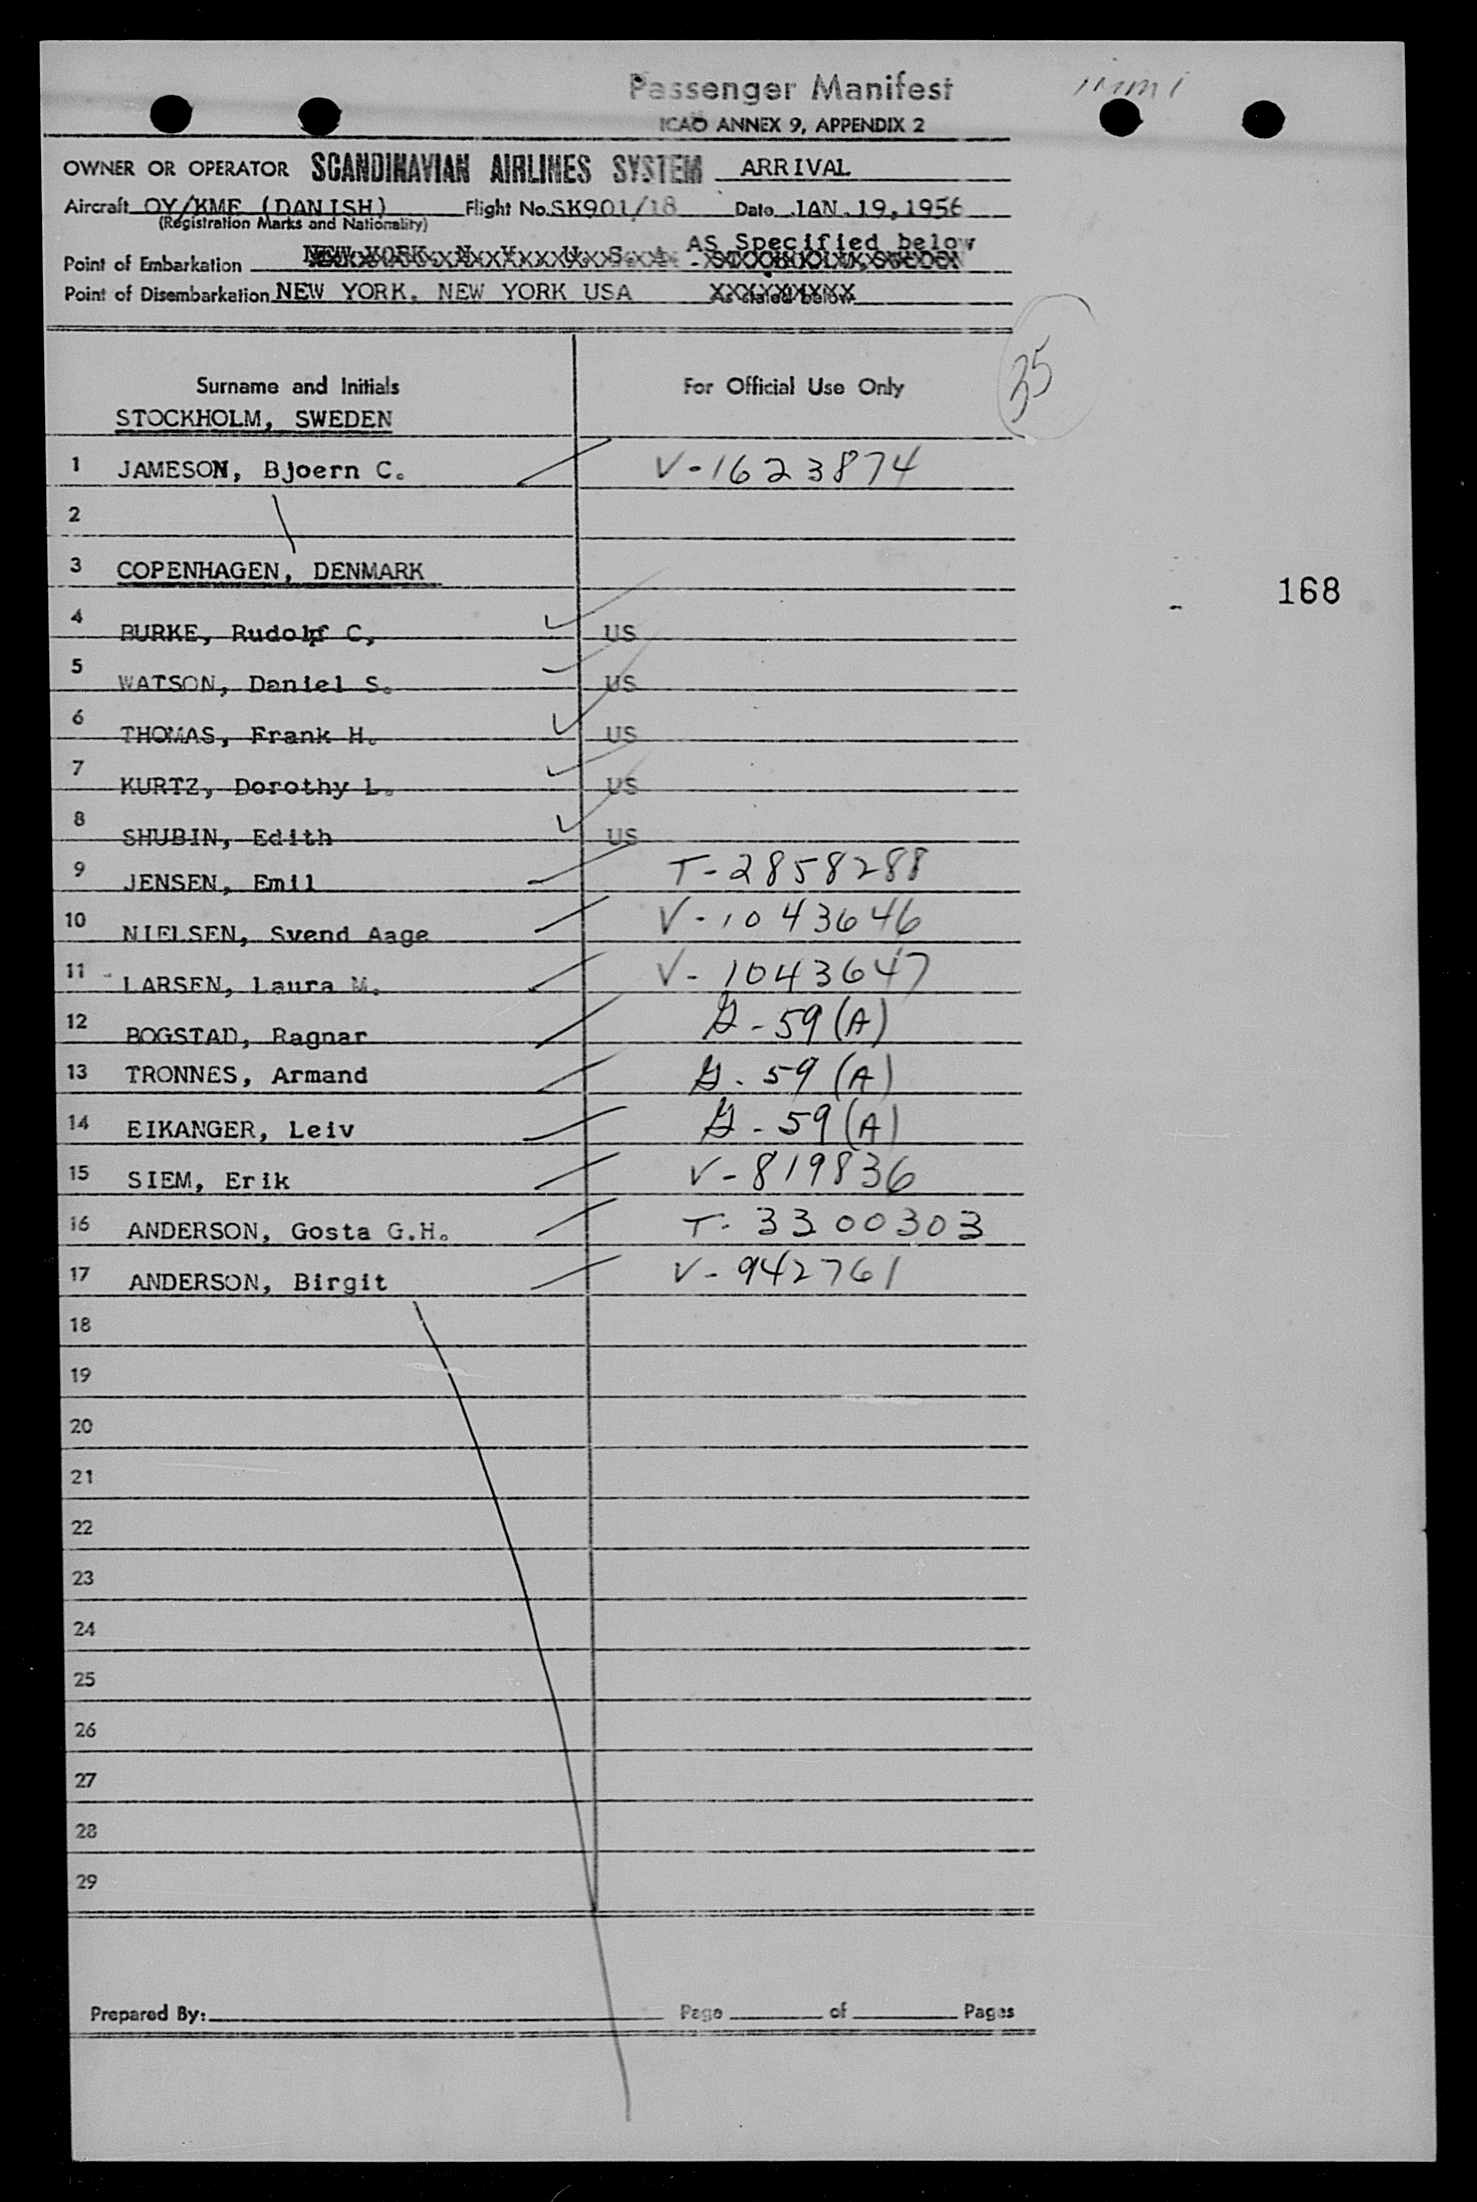 Passenger Manifest
ICAO ANNEX 9, APPENDIX 2
OWNER OR OPERATOR SCANDINAVIAN AIRLINES SYSTEM ARRIVAL
Aircraft OY/KME (DANISH) Flight No. SK901/18 Date JAN.19,1956
(Registration Marks and Nationality)
AS Specified below
Point of Embarkation NEW YORK, N. Y. U. S. A. STOCKHOLM, SWEDEN
Point of Disembarkation NEW YORK, NEW YORK USA As stated below
35
Surname and Initials For Official Use Only
STOCKHOLM, SWEDEN
1 JAMESON, Bjoern C. V-1623874
2
3 COPENHAGEN, DENMARK
168
4 BURKE, Rudolf C, US
5 WATSON, Daniel S. US
6 THOMAS, Frank H. US
7 KURTZ, Dorothy L. US
8 SHUBIN, Edith US
9 JENSEN, Emil T-2858288
10 NIELSEN, Svend Aage V-1043646
11 LARSEN, Laura M. V-1043647
12 BOGSTAD, Ragnar G-59(A)
13 TRONNES, Armand G-59(A)
14 EIKANGER, Leiv G-59(A)
15 SIEM, Erik V-819836
16 ANDERSON, Gosta G.H. T-3300303
17 ANDERSON, Birgit V-942761
18
19
20
21
22
23
24
25
26
27
28
29
Prepared By: Page of Pages